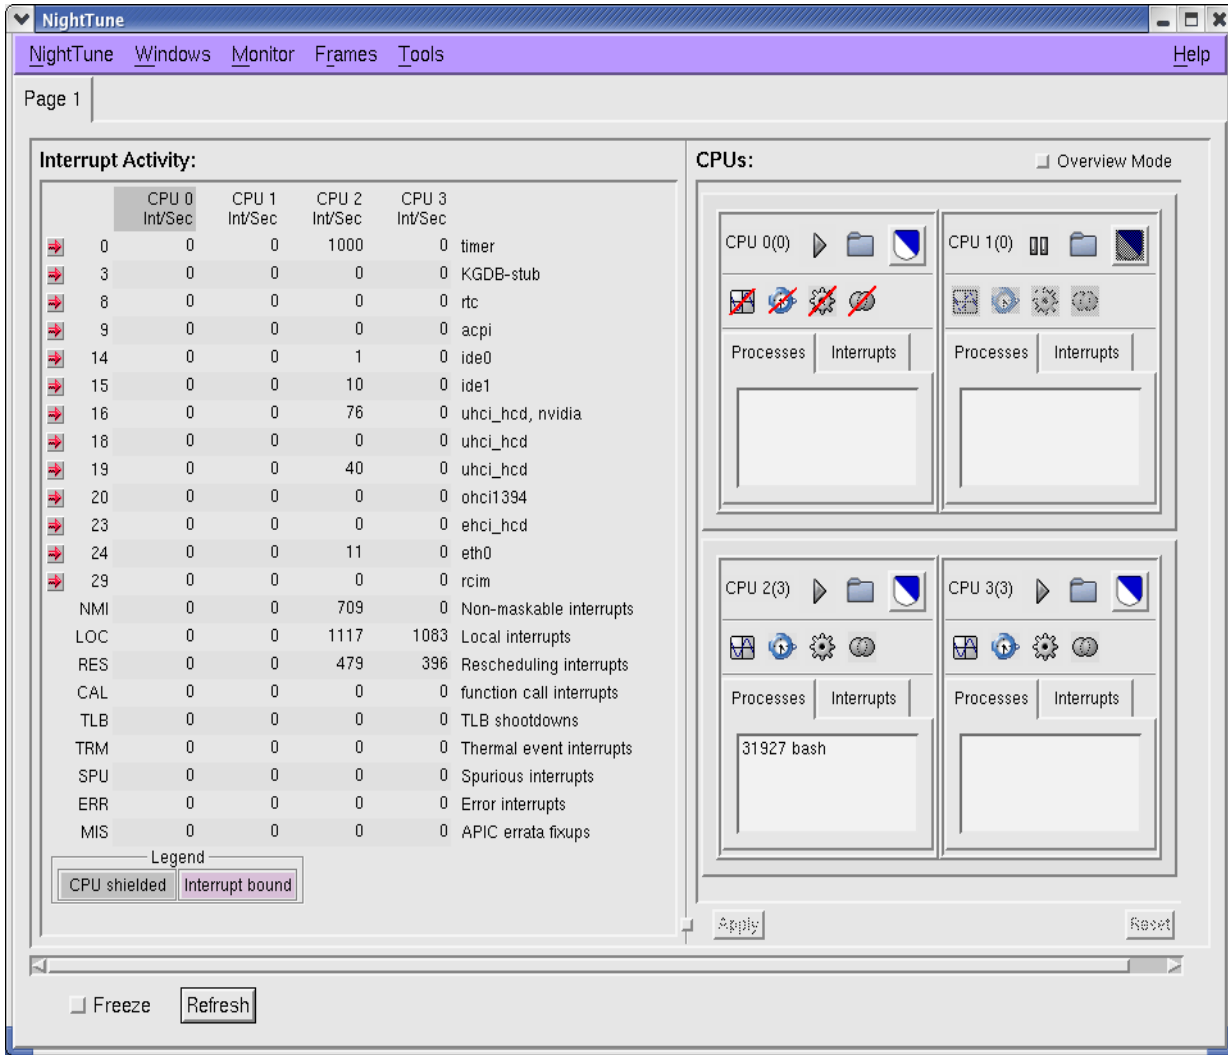 NightTune
NightTune Windows Monitor Frames Tools Help
Page 1
Interrupt Activity:
CPU 0 CPU 1 CPU 2 CPU 3
Int/Sec Int/Sec Int/Sec Int/Sec
0 0 0 1000 0 timer
3 0 0 0 0 KGDB-stub
8 0 0 0 0 rtc
9 0 0 0 0 acpi
14 0 0 1 0 ide0
15 0 0 10 0 ide1
16 0 0 76 0 uhci_hcd, nvidia
18 0 0 0 0 uhci_hcd
19 0 0 40 0 uhci_hcd
20 0 0 0 0 ohci1394
23 0 0 0 0 ehci_hcd
24 0 0 11 0 eth0
29 0 0 0 0 rcim
NMI 0 0 709 0 Non-maskable interrupts
LOC 0 0 1117 1083 Local interrupts
RES 0 0 479 396 Rescheduling interrupts
CAL 0 0 0 0 function call interrupts
TLB 0 0 0 0 TLB shootdowns
TRM 0 0 0 0 Thermal event interrupts
SPU 0 0 0 0 Spurious interrupts
ERR 0 0 0 0 Error interrupts
MIS 0 0 0 0 APIC errata fixups
Legend
CPU shielded Interrupt bound
CPUs:
Overview Mode
CPU 0(0)
Processes Interrupts
CPU 1(0)
Processes Interrupts
CPU 2(3)
Processes Interrupts
31927 bash
CPU 3(3)
Processes Interrupts
Apply Reset
Freeze Refresh